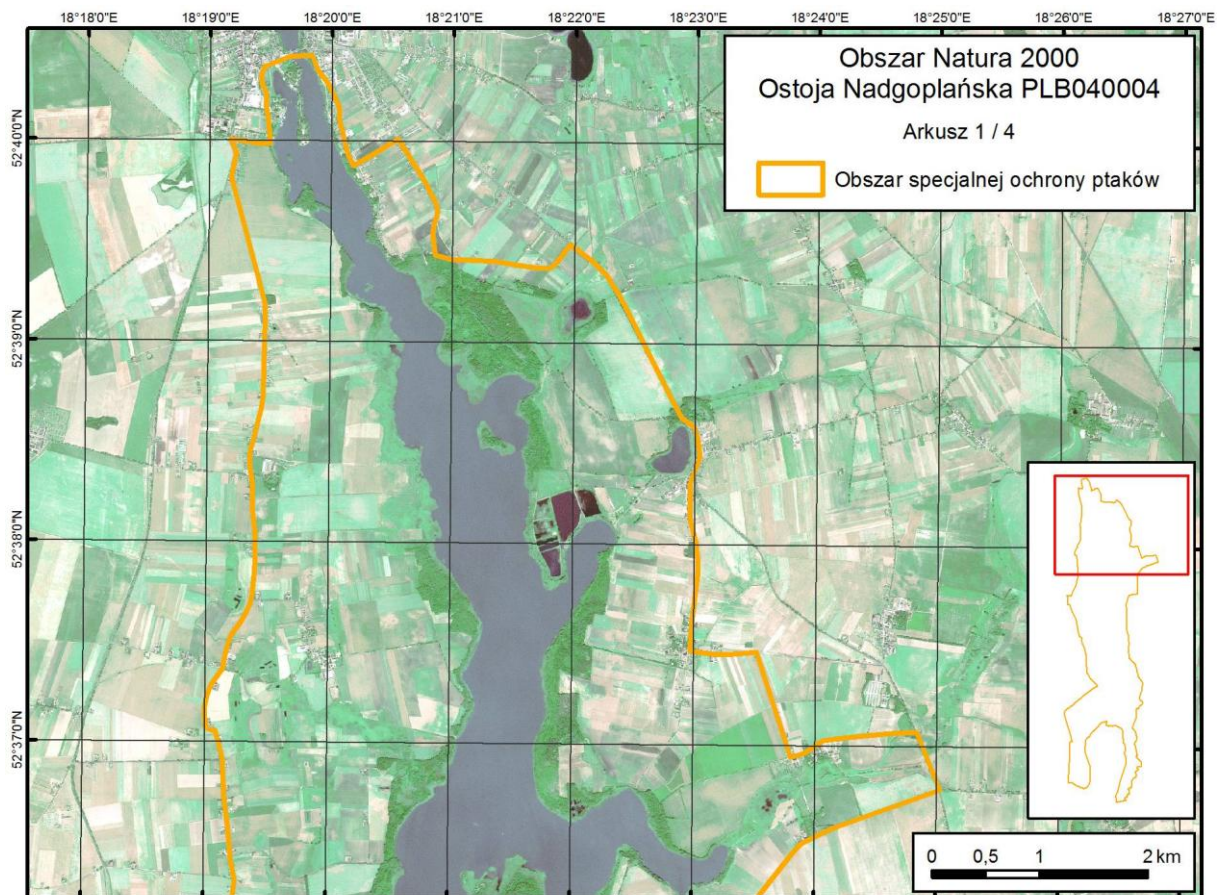 18°18'0"E 18°19'0"E 18°20'0"E 18°21'0"E 18°22'0"E 18°23'0"E 18°24'0"E 18°25'0"E 18°26'0"E 18°27'0"E
Obszar Natura 2000
Ostoja Nadgoplańska PLB040004
Arkusz 1 / 4
Obszar specjalnej ochrony ptaków
52°40'0"N
52°39'0"N
52°38'0"N
52°37'0"N
0 0,5 1 2 km